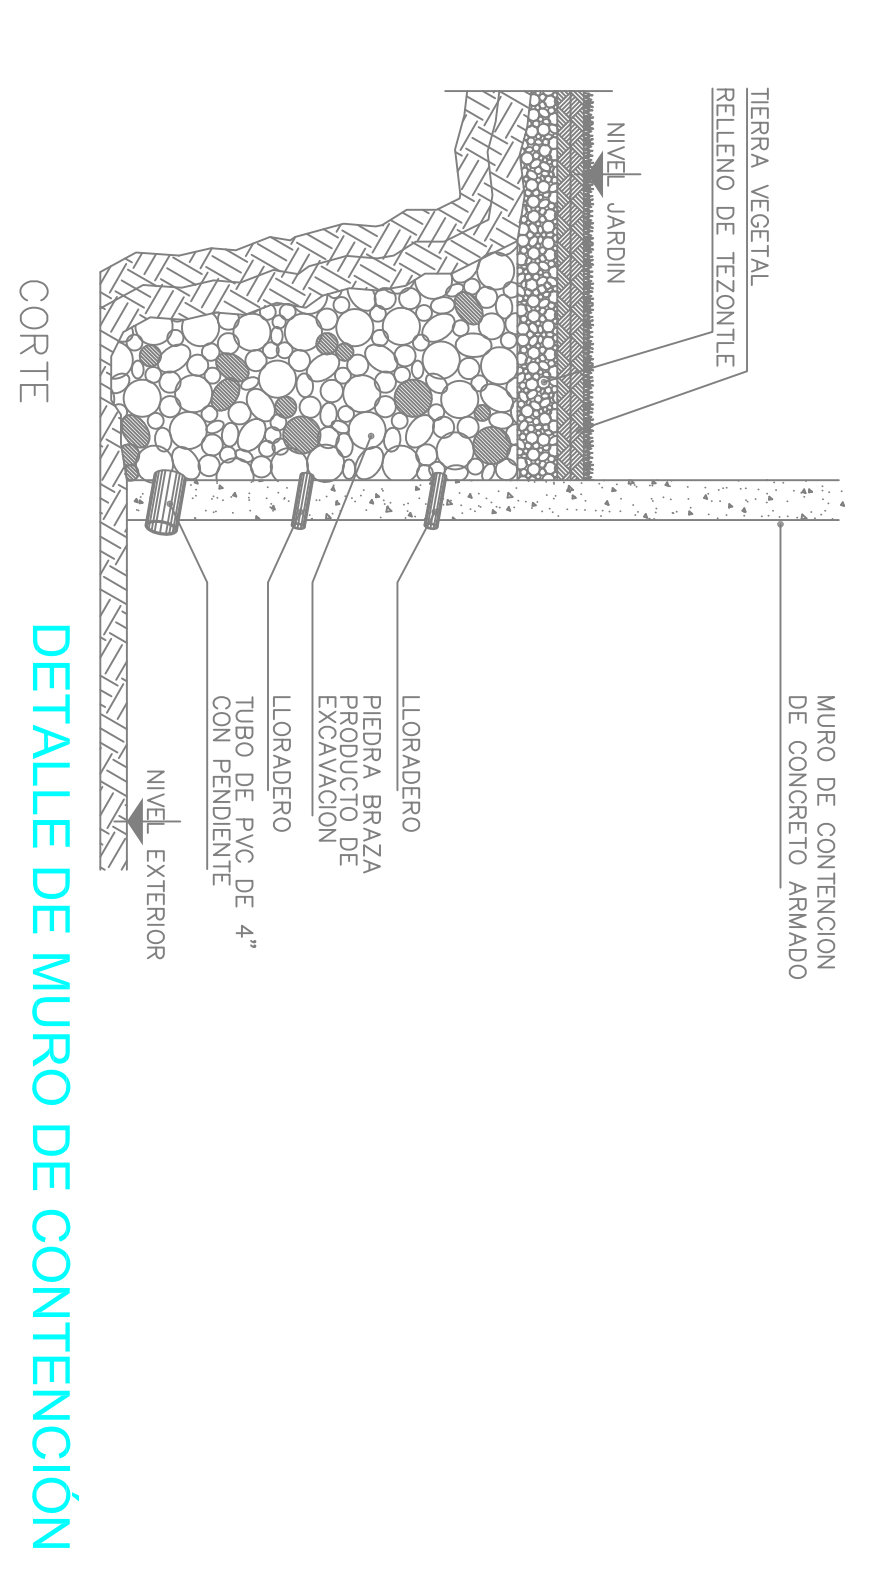 TIERRA VEGETAL
RELLENO DE TEZONTLE
NIVEL JARDIN
MURO DE CONTENCION
DE CONCRETO ARMADO
LLORADERO
PIEDRA BRAZA
PRODUCTO DE
EXCAVACION
LLORADERO
TUBO DE PVC DE 4"
CON PENDIENTE
NIVEL EXTERIOR
CORTE
DETALLE DE MURO DE CONTENCIÓN